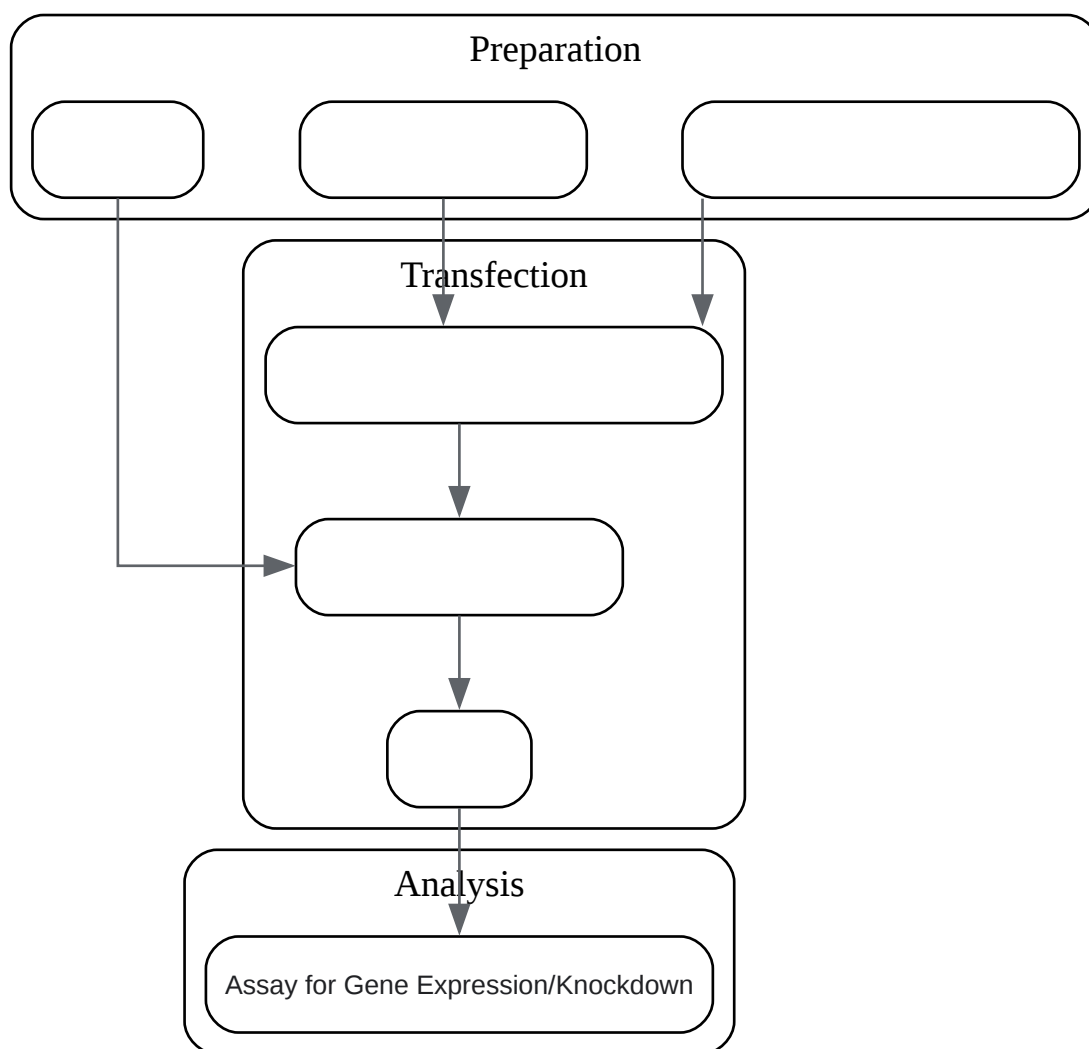 Preparation
Transfection
Analysis
Assay for Gene Expression/Knockdown